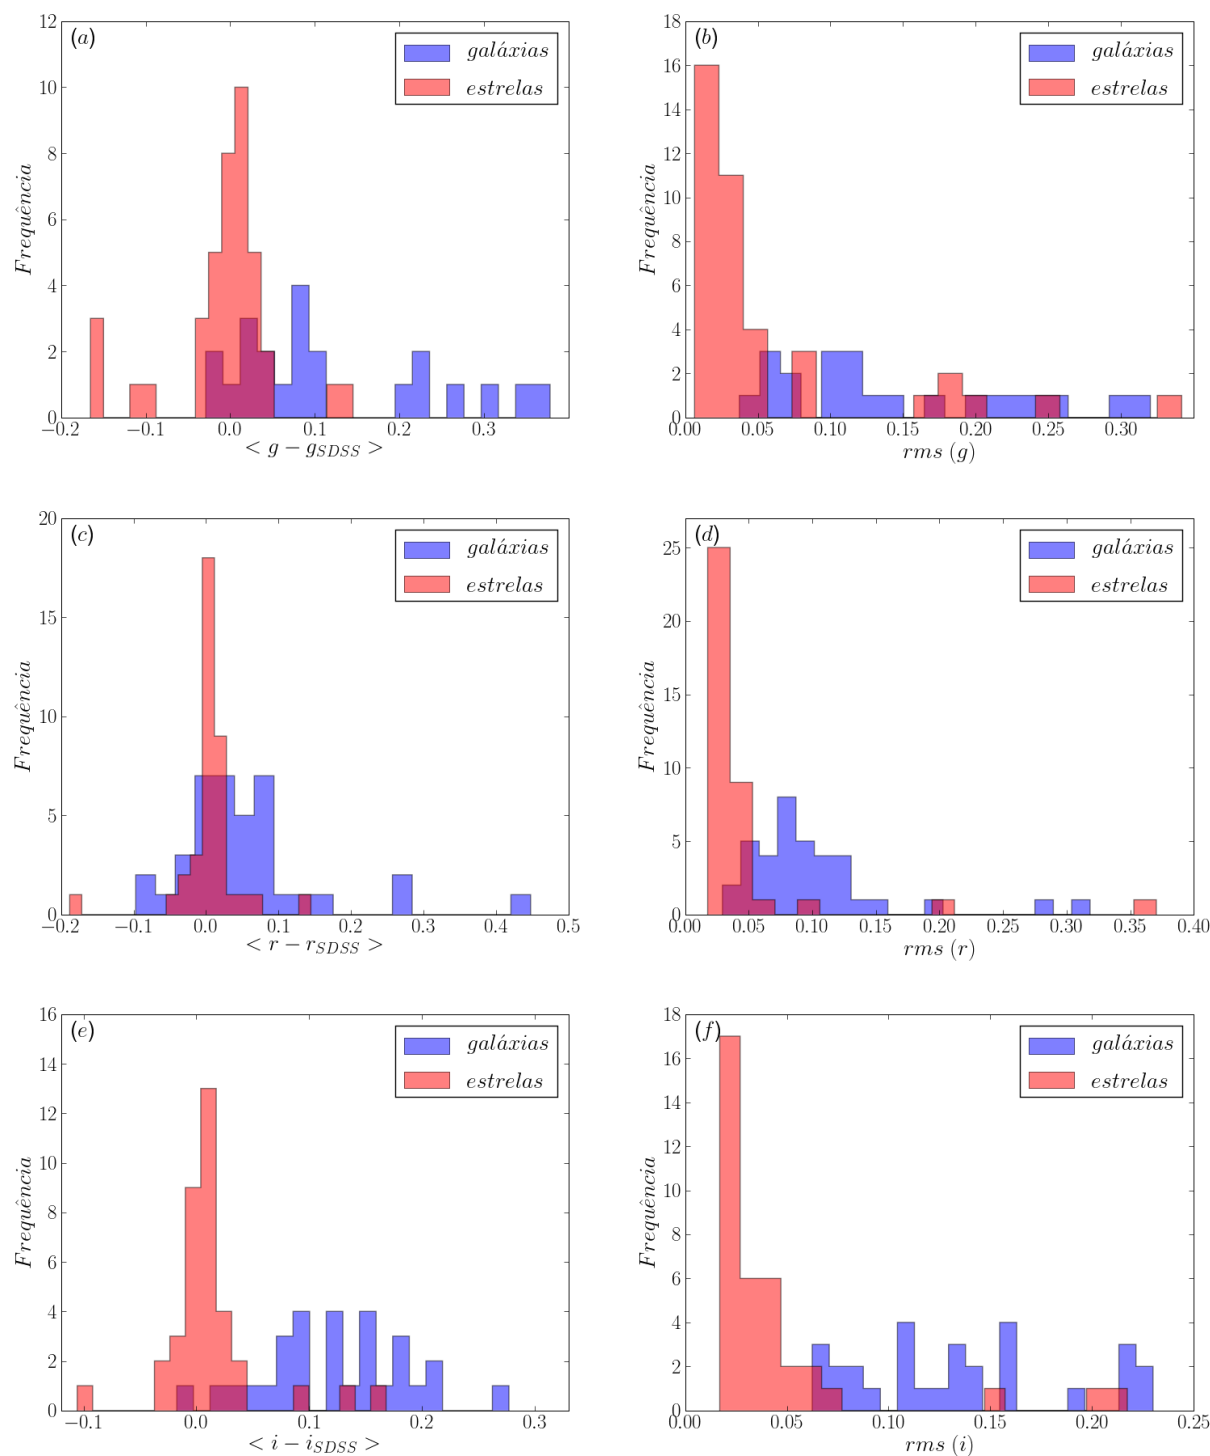 (a)
galáxias
estrelas
12
10
8
6
4
2
0
Frequência
−0.2 −0.1 0.0 0.1 0.2 0.3
< g − gSDSS >
(b)
galáxias
estrelas
18
16
14
12
10
8
6
4
2
0
Frequência
0.00 0.05 0.10 0.15 0.20 0.25 0.30
rms (g)
(c)
galáxias
estrelas
20
15
10
5
0
Frequência
−0.2 −0.1 0.0 0.1 0.2 0.3 0.4 0.5
< r − rSDSS >
(d)
galáxias
estrelas
25
20
15
10
5
0
Frequência
0.00 0.05 0.10 0.15 0.20 0.25 0.30 0.35 0.40
rms (r)
(e)
galáxias
estrelas
16
14
12
10
8
6
4
2
0
Frequência
−0.1 0.0 0.1 0.2 0.3
< i − iSDSS >
(f)
galáxias
estrelas
18
16
14
12
10
8
6
4
2
0
Frequência
0.00 0.05 0.10 0.15 0.20 0.25
rms (i)